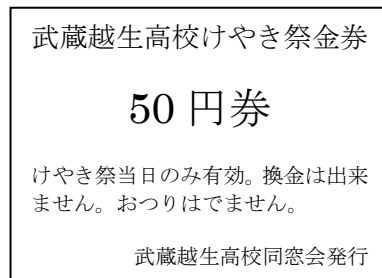 武蔵越生高校けやき祭金券
50 円券
けやき祭当日のみ有効。換金は出来
ません。おつりはでません。
武蔵越生高校同窓会発行